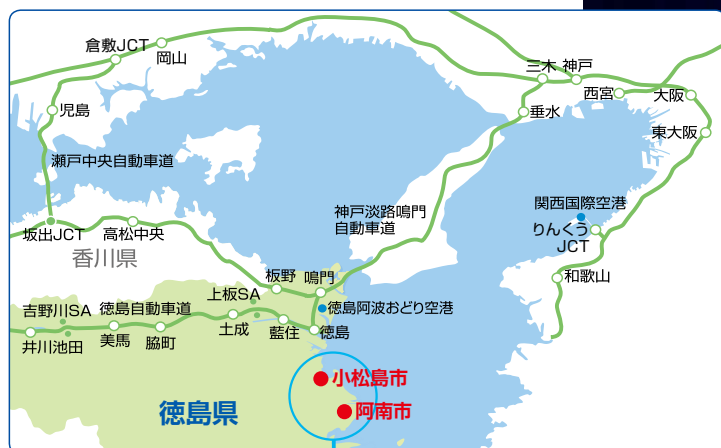 倉敷JCT
岡山
三木
神戸
西宮
大阪
児島
垂水
東大阪
瀬戸中央自動車道
神戸淡路鳴門
自動車道
関西国際空港
りんくう
JCT
坂出JCT
高松中央
香川県
和歌山
板野
鳴門
上板SA
吉野川SA
徳島自動車道
徳島阿波おどり空港
井川池田
美馬
脇町
土成
藍住
徳島
小松島市
徳島県
阿南市